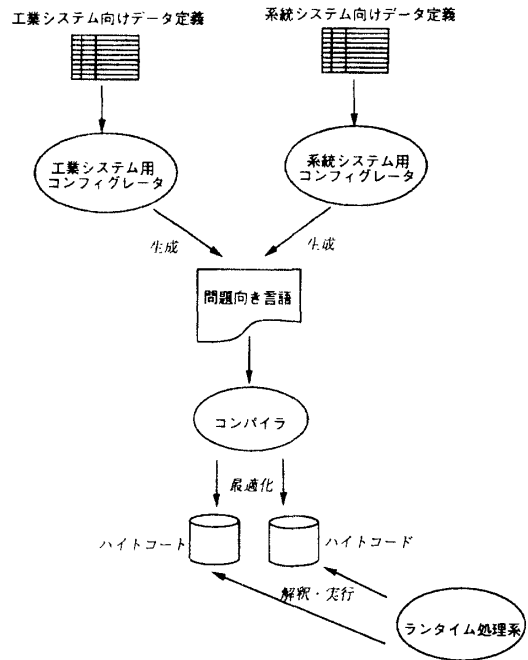 工業システム向けデータ定義
系統システム向けデータ定義
工業システム用
コンフィグレータ
系統システム用
コンフィグレータ
生成
生成
問題向き言語
コンパイラ
最適化
ハイトコート
ハイトコード
解釈・実行
ランタイム処理系